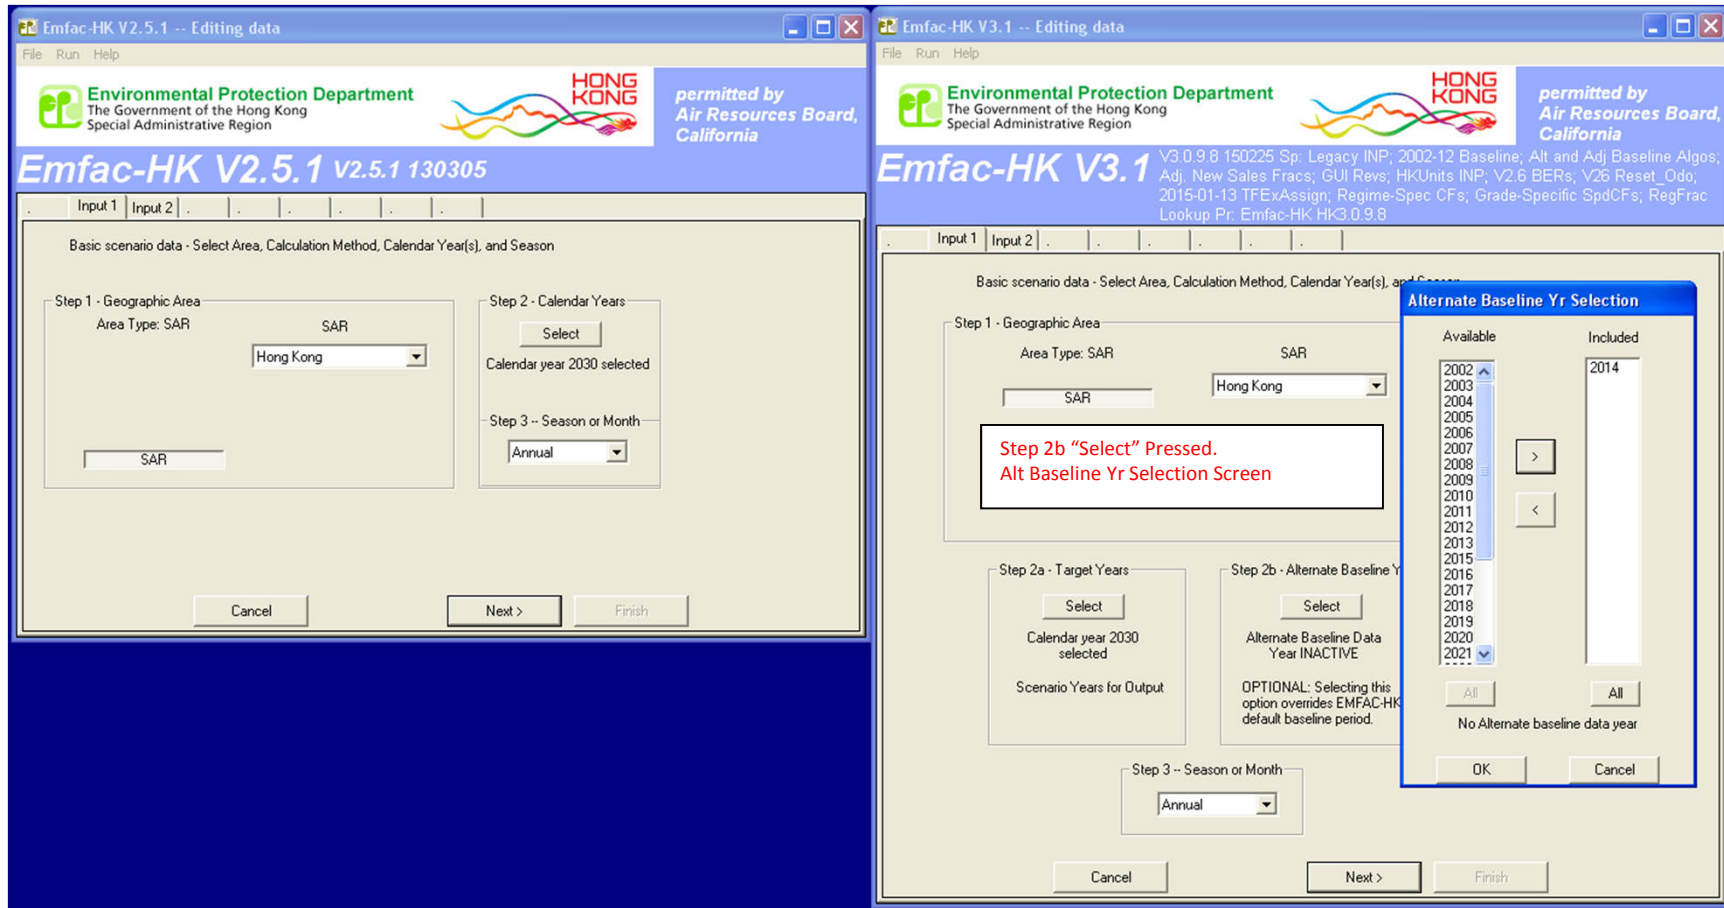 Emfac-HK V2.5.1 -- Editing data
File Run Help
Environmental Protection Department
The Government of the Hong Kong
Special Administrative Region
HONG
KONG
permitted by
Air Resources Board,
California
Emfac-HK V2.5.1 V2.5.1 130305
. Input 1 Input 2 . . . . . .
Basic scenario data - Select Area, Calculation Method, Calendar Year(s), and Season
Step 1 - Geographic Area
Area Type: SAR
SAR
Hong Kong
SAR
Step 2 - Calendar Years
Select
Calendar year 2030 selected
Step 3 -- Season or Month
Annual
Cancel
Next >
Finish
Emfac-HK V3.1 -- Editing data
File Run Help
Environmental Protection Department
The Government of the Hong Kong
Special Administrative Region
HONG
KONG
permitted by
Air Resources Board,
California
Emfac-HK V3.1
V3.0.9.8 150225 Sp: Legacy INP; 2002-12 Baseline; Alt and Adj Baseline Algos;
Adj. New Sales Fracs; GUI Revs; HKUnits INP; V2.6 BERs; V26 Reset_Odo;
2015-01-13 TFExAssign; Regime-Spec CFs; Grade-Specific SpdCFs; RegFrac
Lookup Pr. Emfac-HK HK3.0.9.8
. Input 1 Input 2 . . . . . .
Basic scenario data - Select Area, Calculation Method, Calendar Year(s), and Season
Step 1 - Geographic Area
Area Type: SAR
SAR
SAR
Hong Kong
Step 2b “Select” Pressed.
Alt Baseline Yr Selection Screen
Step 2a - Target Years
Select
Calendar year 2030
selected
Scenario Years for Output
Step 2b - Alternate Baseline Y
Select
Alternate Baseline Data
Year INACTIVE
OPTIONAL: Selecting this
option overrides EMFAC-HK
default baseline period.
Step 3 -- Season or Month
Annual
Cancel
Next >
Finish
Alternate Baseline Yr Selection
Available
Included
2002
2003
2004
2005
2006
2007
2008
2009
2010
2011
2012
2013
2015
2016
2017
2018
2019
2020
2021
>
<
2014
All
All
No Alternate baseline data year
OK
Cancel